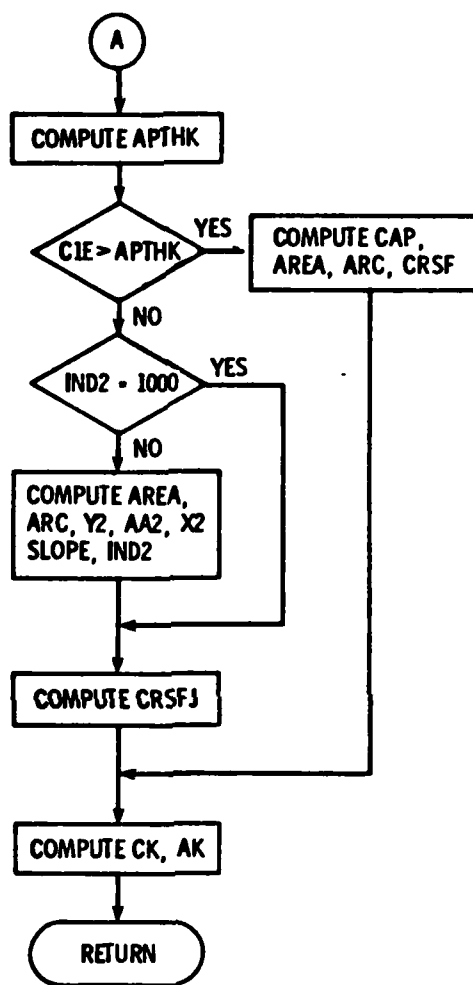 A
COMPUTE APTHK
C1E > APTHK
YES
COMPUTE CAP,
AREA, ARC, CRSF
NO
IND2 = 1000
YES
NO
COMPUTE AREA,
ARC, Y2, AA2, X2
SLOPE, IND2
COMPUTE CRSFJ
COMPUTE CK, AK
RETURN